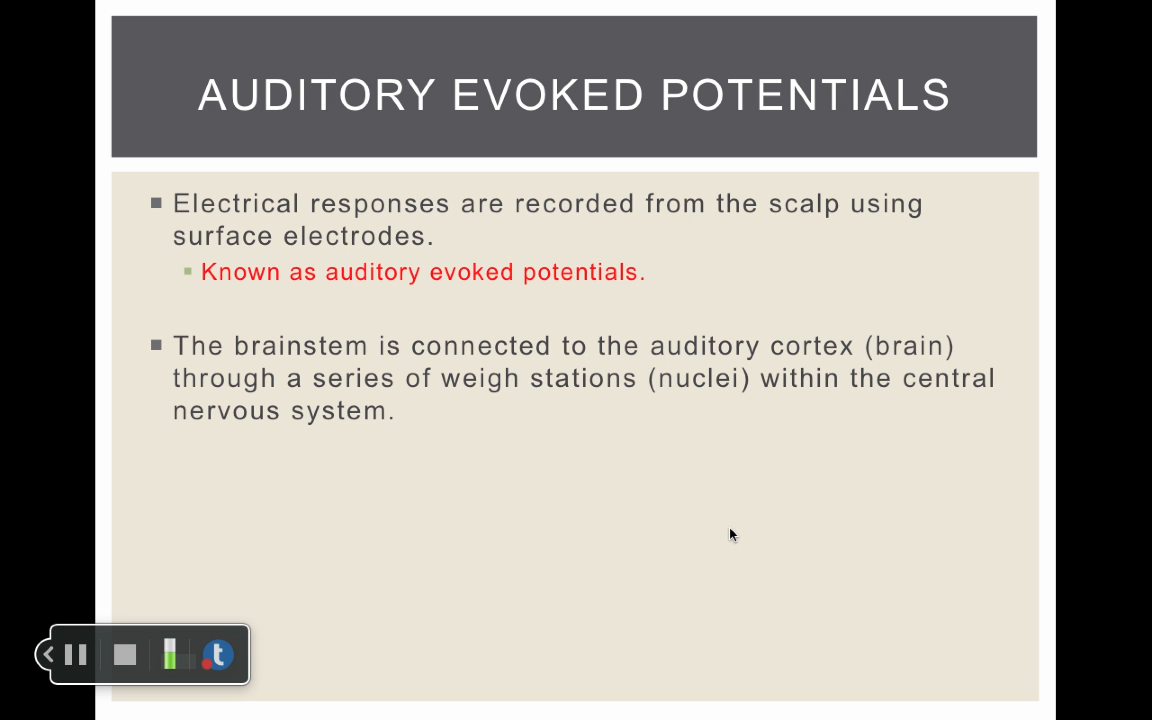 AUDITORY EVOKED POTENTIALS
Electrical responses are recorded from the scalp using
surface electrodes.
Known as auditory evoked potentials.
The brainstem is connected to the auditory cortex (brain)
through a series of weigh stations (nuclei) within the central
nervous system.
t